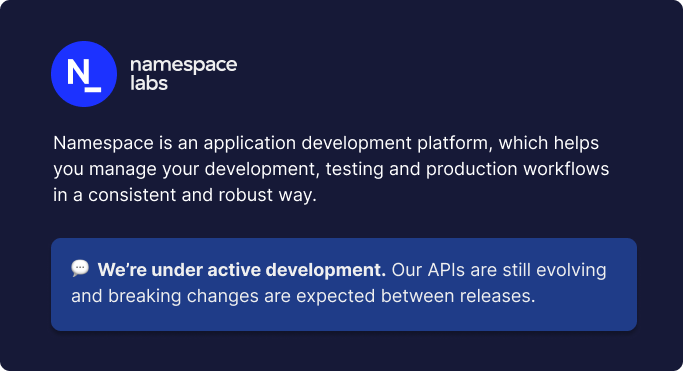 N_
namespace
labs
Namespace is an application development platform, which helps
you manage your development, testing and production workflows
in a consistent and robust way.
💬 We’re under active development. Our APIs are still evolving
and breaking changes are expected between releases.